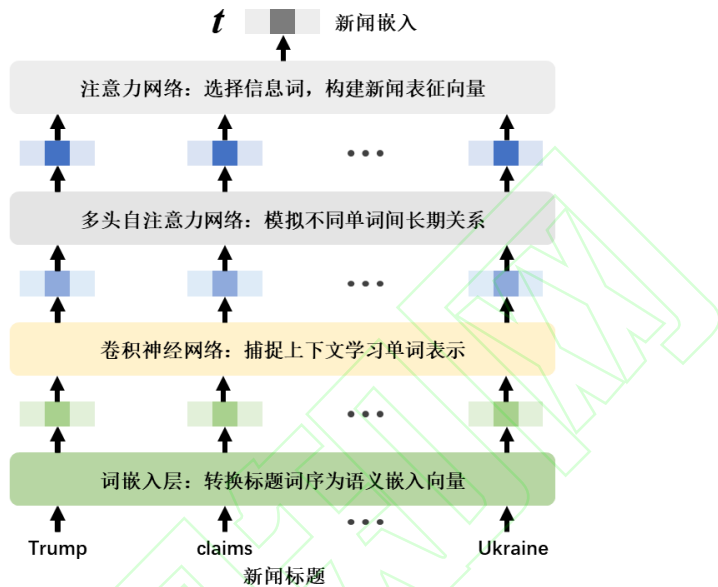 t 新闻嵌入
注意力网络：选择信息词，构建新闻表征向量
多头自注意力网络：模拟不同单词间长期关系
卷积神经网络：捕捉上下文学习单词表示
词嵌入层：转换标题词序为语义嵌入向量
Trump claims ... Ukraine
新闻标题